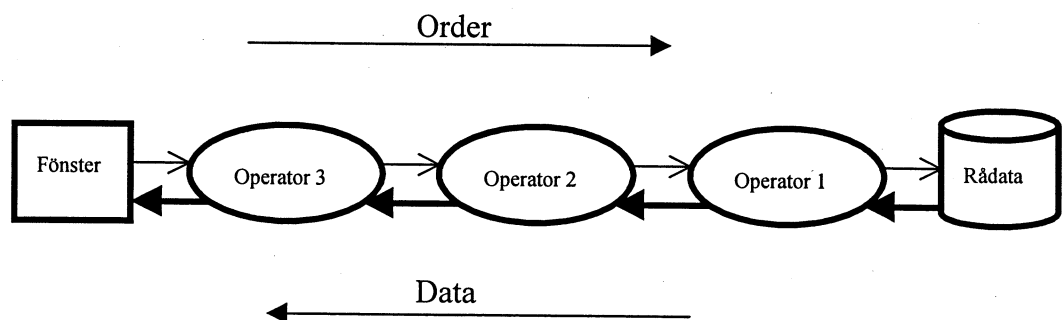 Order
Fönster
Operator 3
Operator 2
Operator 1
Rådata
Data